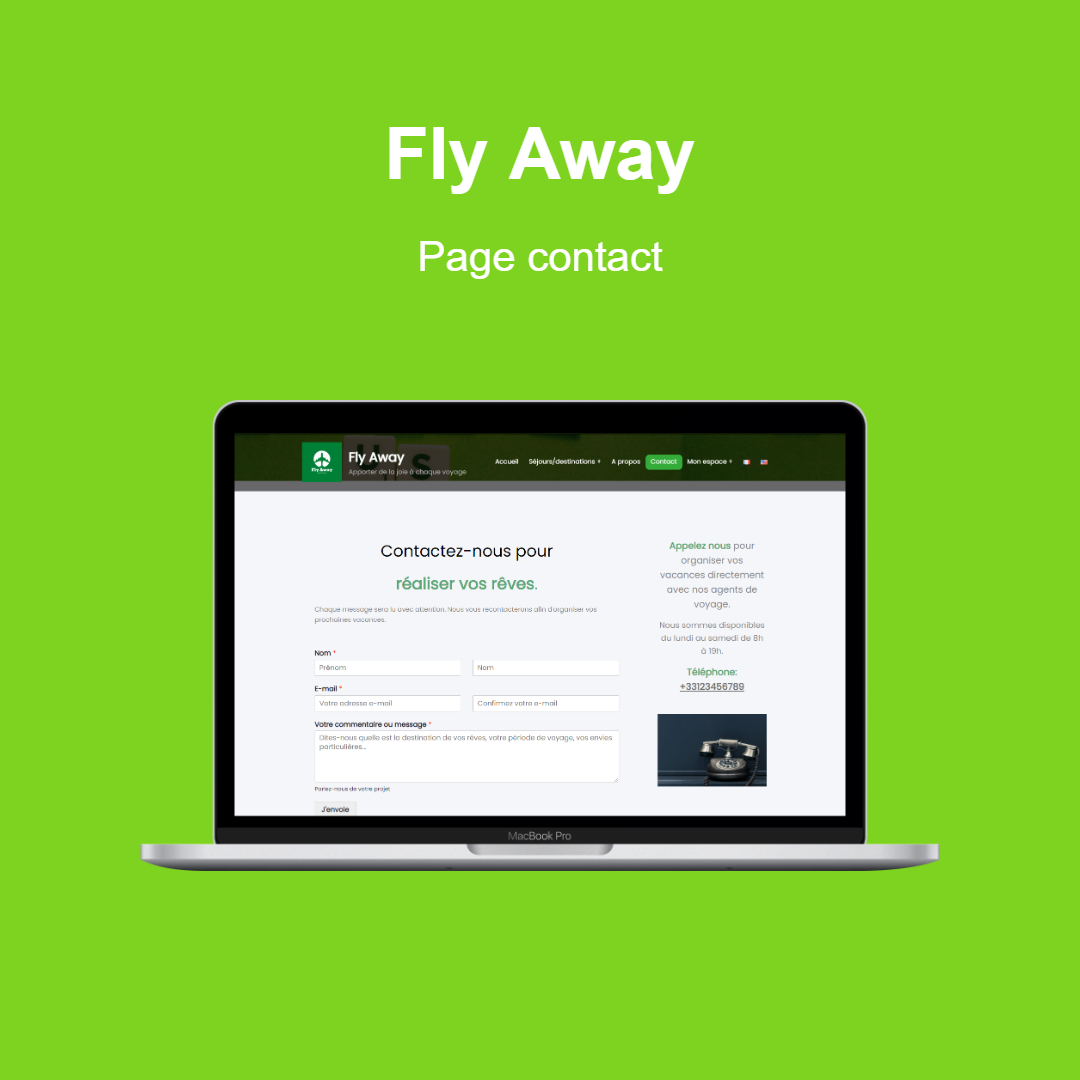 Fly Away
Page contact
Fly Away
Fly Away
Apporter de la joie à chaque voyage
Accueil Séjours/destinations A propos Contact Mon espace
U S
Contactez-nous pour
réaliser vos rêves.
Chaque message sera lu avec attention. Nous vous recontacterons afin d'organiser vos
prochaines vacances.
Nom *
Prénom Nom
E-mail *
Votre adresse e-mail Confirmez votre e-mail
Votre commentaire ou message *
Dites-nous quelle est la destination de vos rêves, votre période de voyage, vos envies
particulières...
Parlez-nous de votre projet
J'envoie
Appelez nous pour
organiser vos
vacances directement
avec nos agents de
voyage.
Nous sommes disponibles
du lundi au samedi de 8h
à 19h.
Téléphone:
+33123456789
MacBook Pro